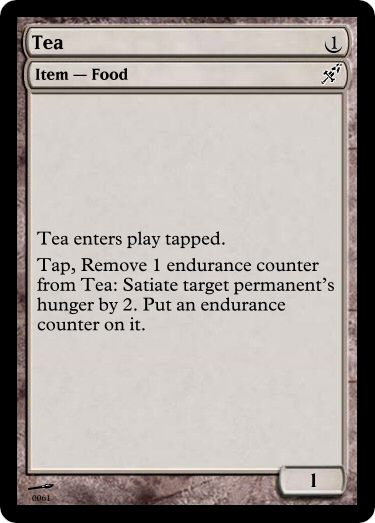 Tea
1
Item — Food
Tea enters play tapped.
Tap, Remove 1 endurance counter
from Tea: Satiate target permanent's
hunger by 2. Put an endurance
counter on it.
1
0061